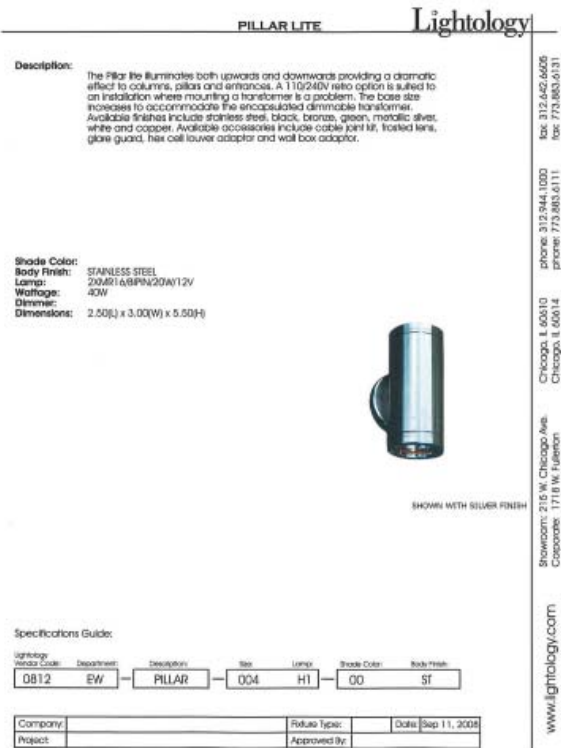 PILLAR LITE
Lightology
Description:
The Pillar lite illuminates both upwards and downwards providing a dramatic
effect to columns, pillars and entrances. A 110/240V retro option is suited to
an installation where mounting a transformer is a problem. The base size
increases to accommodate the encapsulated dimmable transformer.
Available finishes include stainless steel, black, bronze, green, metallic silver,
white and copper. Available accessories include cable joint kit, frosted lens,
glare guard, hex cell louver adaptor and wall box adaptor.
Shade Color:
Body Finish: STAINLESS STEEL
Lamp: 2XMR16/BIPIN/20W/12V
Wattage: 40W
Dimmer:
Dimensions: 2.50(L) x 3.00(W) x 5.50(H)
SHOWN WITH SILVER FINISH
fax: 312.642.6605
fax: 773.883.6131
phone: 312.944.1000
phone: 773.883.6111
Chicago, IL 60610
Chicago, IL 60614
Showroom: 215 W. Chicago Ave.
Corporate: 1718 W. Fullerton
www.lightology.com
Specifications Guide:
Lightology
Vendor Code: Department: Description: Size: Lamp: Shade Color: Body Finish:
0812 EW — PILLAR — 004 H1 — 00 ST
Company: Fixture Type: Date: Sep 11, 2008
Project: Approved By: